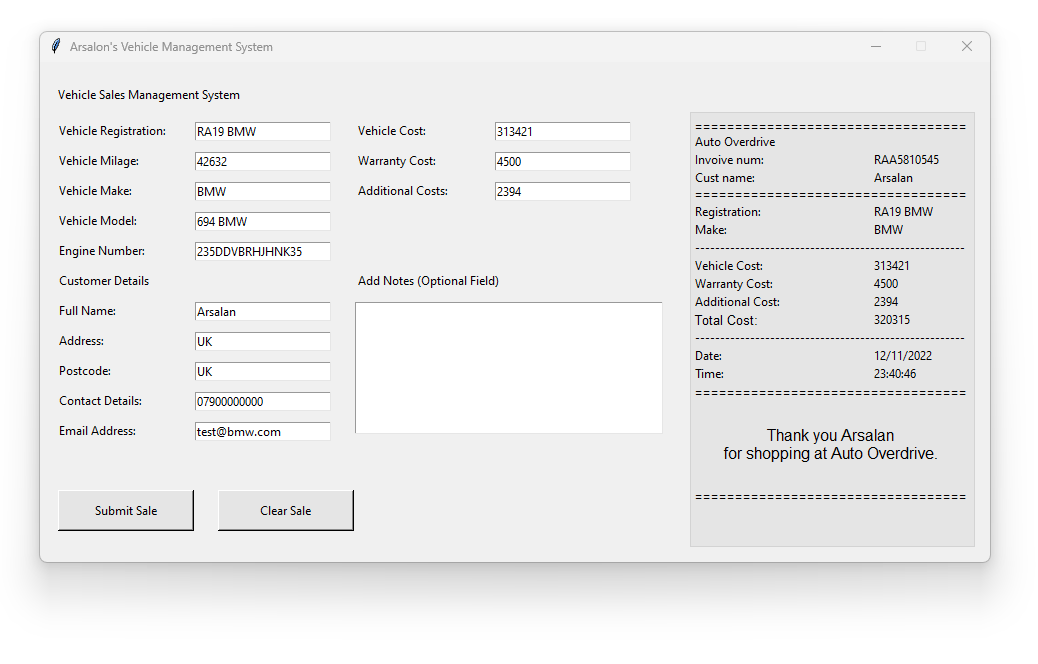 Arsalon's Vehicle Management System
Vehicle Sales Management System
Vehicle Registration: RA19 BMW
Vehicle Milage: 42632
Vehicle Make: BMW
Vehicle Model: 694 BMW
Engine Number: 235DDVBRHJHNK35
Customer Details
Full Name: Arsalan
Address: UK
Postcode: UK
Contact Details: 07900000000
Email Address: test@bmw.com
Submit Sale Clear Sale
Vehicle Cost: 313421
Warranty Cost: 4500
Additional Costs: 2394
Add Notes (Optional Field)
===================================
Auto Overdrive
Invoive num: RAA5810545
Cust name: Arsalan
===================================
Registration: RA19 BMW
Make: BMW
------------------------------------------------------
Vehicle Cost: 313421
Warranty Cost: 4500
Additional Cost: 2394
Total Cost: 320315
------------------------------------------------------
Date: 12/11/2022
Time: 23:40:46
===================================
Thank you Arsalan
for shopping at Auto Overdrive.
===================================